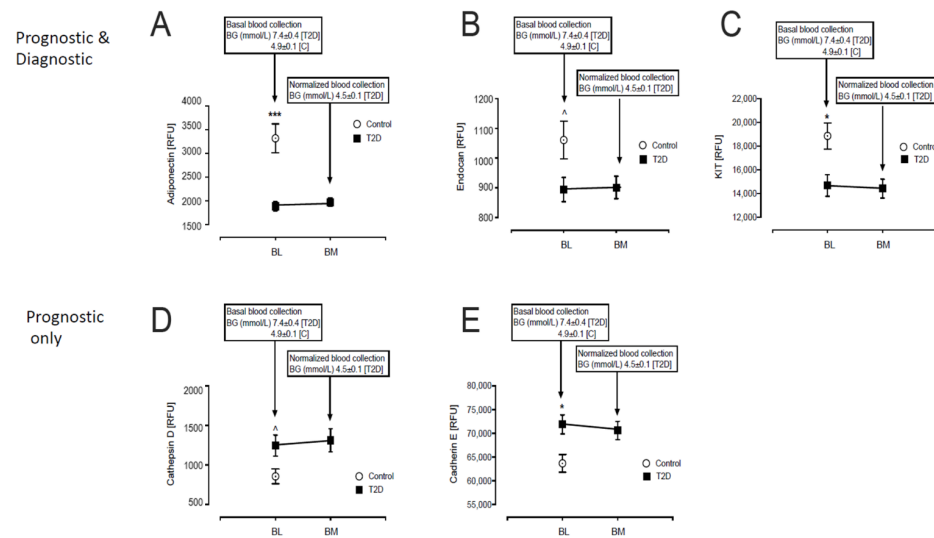 Prognostic &
Diagnostic
A
Basal blood collection
BG (mmol/L) 7.4±0.4 [T2D]
4.9±0.1 [C]
Normalized blood collection
BG (mmol/L) 4.5±0.1 [T2D]
Adiponectin [RFU]
4000
3500
3000
2500
2000
1500
***
Control
T2D
BL
BM
B
Basal blood collection
BG (mmol/L) 7.4±0.4 [T2D]
4.9±0.1 [C]
Normalized blood collection
BG (mmol/L) 4.5±0.1 [T2D]
Endocan [RFU]
1200
1100
1000
900
800
^
Control
T2D
BL
BM
C
Basal blood collection
BG (mmol/L) 7.4±0.4 [T2D]
4.9±0.1 [C]
Normalized blood collection
BG (mmol/L) 4.5±0.1 [T2D]
KIT [RFU]
22,000
20,000
18,000
16,000
14,000
12,000
*
Contro
T2D
BL
BM
Prognostic
only
D
Basal blood collection
BG (mmol/L) 7.4±0.4 [T2D]
4.9±0.1 [C]
Normalized blood collection
BG (mmol/L) 4.5±0.1 [T2D]
Cathepsin D [RFU]
2000
1500
1000
500
^
Control
T2D
BL
BM
E
Basal blood collection
BG (mmol/L) 7.4±0.4 [T2D]
4.9±0.1 [C]
Normalized blood collection
BG (mmol/L) 4.5±0.1 [T2D]
Cadherin E [RFU]
80,000
75,000
70,000
65,000
60,000
55,000
*
Control
T2D
BL
BM